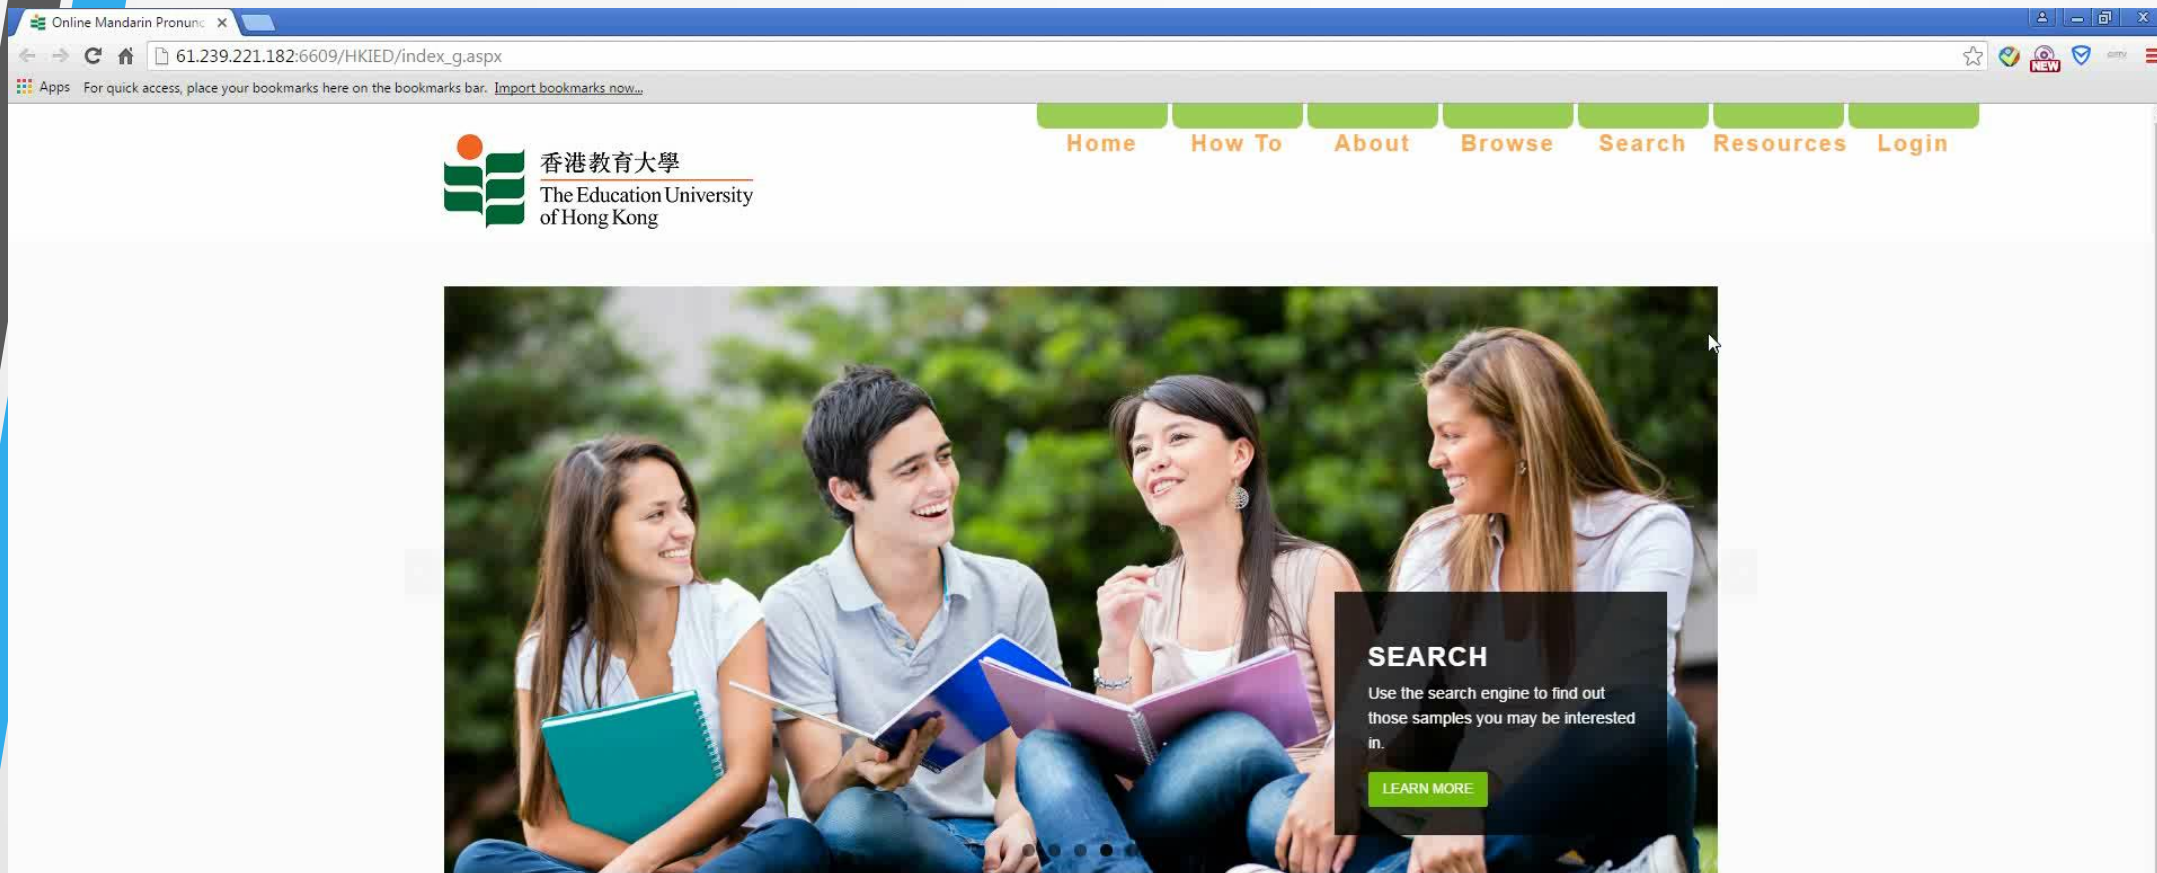 Online Mandarin Pronunc
61.239.221.182:6609/HKIED/index_g.aspx
NEW
Apps For quick access, place your bookmarks here on the bookmarks bar. Import bookmarks now...
Home How To About Browse Search Resources Login
香港教育大學
The Education University
of Hong Kong
SEARCH
Use the search engine to find out
those samples you may be interested
in.
LEARN MORE